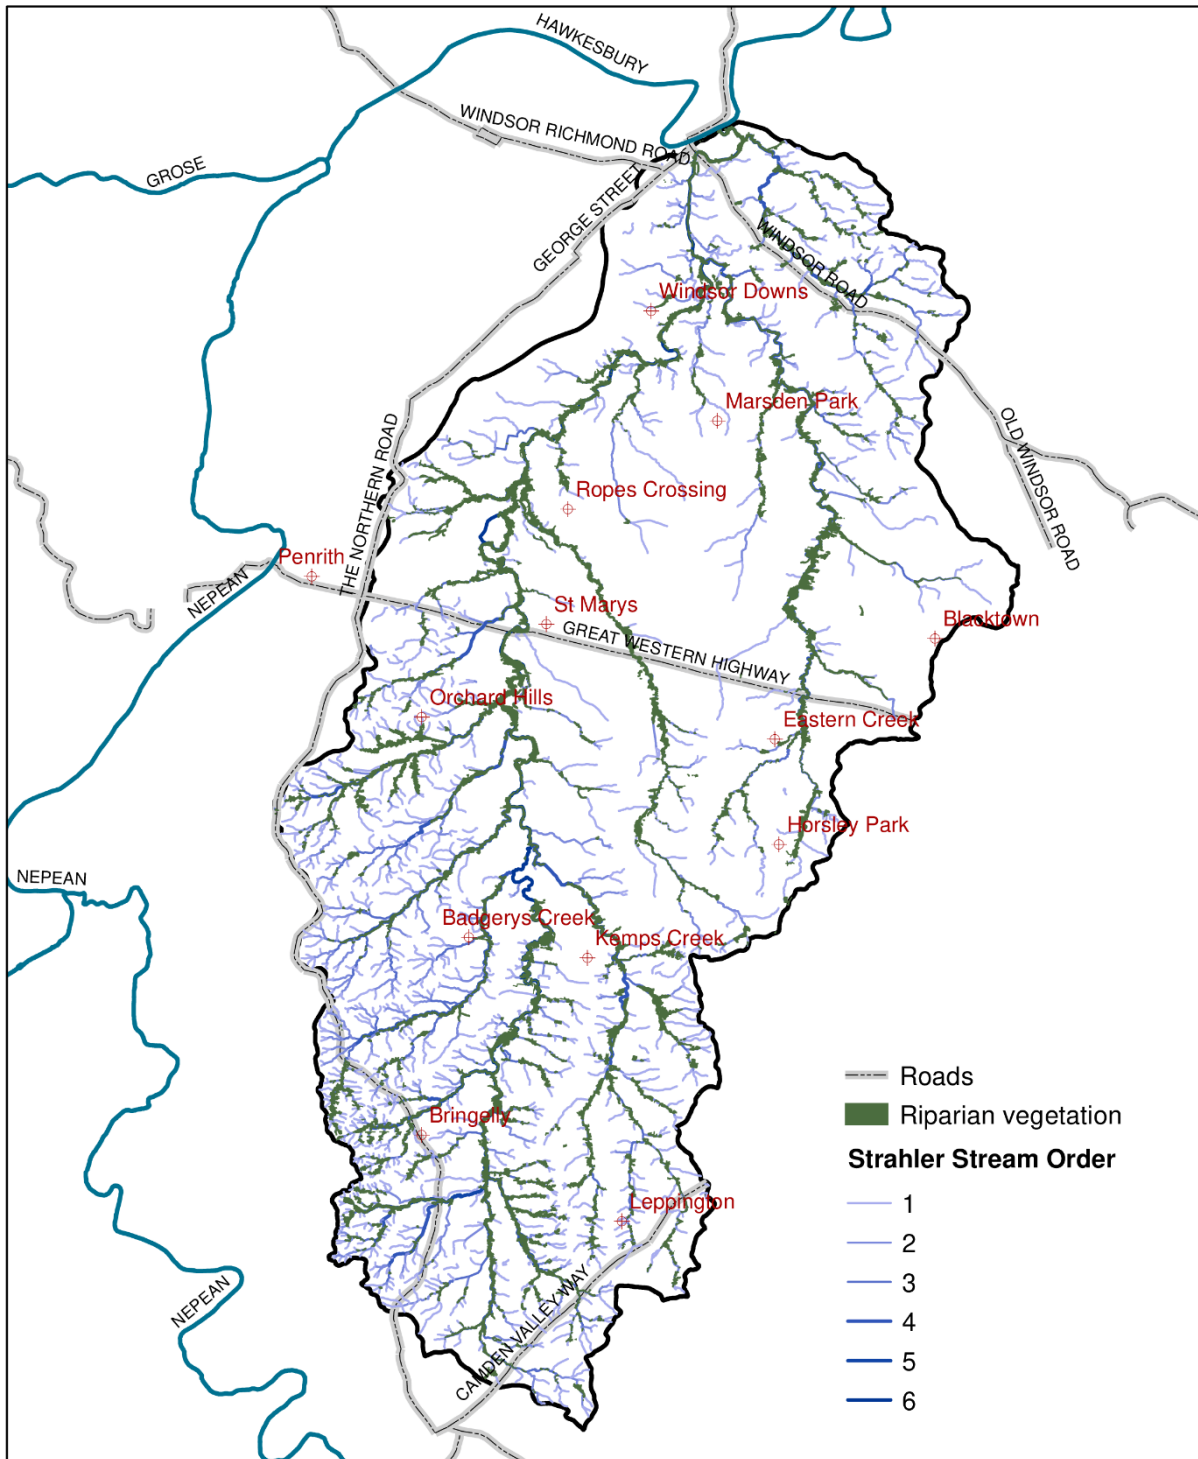 HAWKESBURY
WINDSOR RICHMOND ROAD
GROSE
GEORGE STREET
WINDSOR ROAD
Windsor Downs
Marsden Park
OLD WINDSOR ROAD
THE NORTHERN ROAD
Ropes Crossing
Penrith
NEPEAN
St Marys
GREAT WESTERN HIGHWAY
Blacktown
Orchard Hills
Eastern Creek
Horsley Park
NEPEAN
Badgerys Creek
Kemps Creek
Roads
Bringelly
Riparian vegetation
Strahler Stream Order
1
Leppington
2
3
NEPEAN
4
CAMDEN VALLEY WAY
5
6